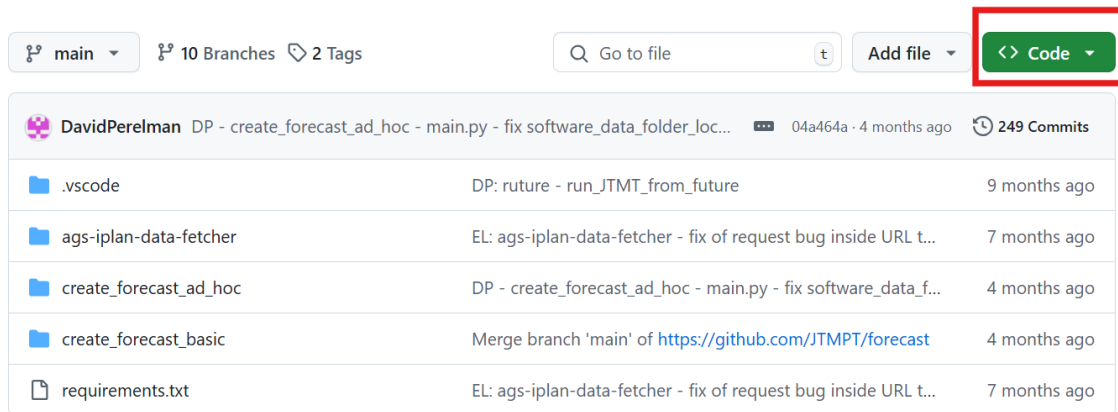 main 10 Branches 2 Tags Go to file t Add file <> Code
DavidPerelman DP - create_forecast_ad_hoc - main.py - fix software_data_folder_loc... 04a464a · 4 months ago 249 Commits
.vscode DP: ruture - run_JTMT_from_future 9 months ago
ags-iplan-data-fetcher EL: ags-iplan-data-fetcher - fix of request bug inside URL t... 7 months ago
create_forecast_ad_hoc DP - create_forecast_ad_hoc - main.py - fix software_data_f... 4 months ago
create_forecast_basic Merge branch 'main' of https://github.com/JTMPT/forecast 4 months ago
requirements.txt EL: ags-iplan-data-fetcher - fix of request bug inside URL t... 7 months ago